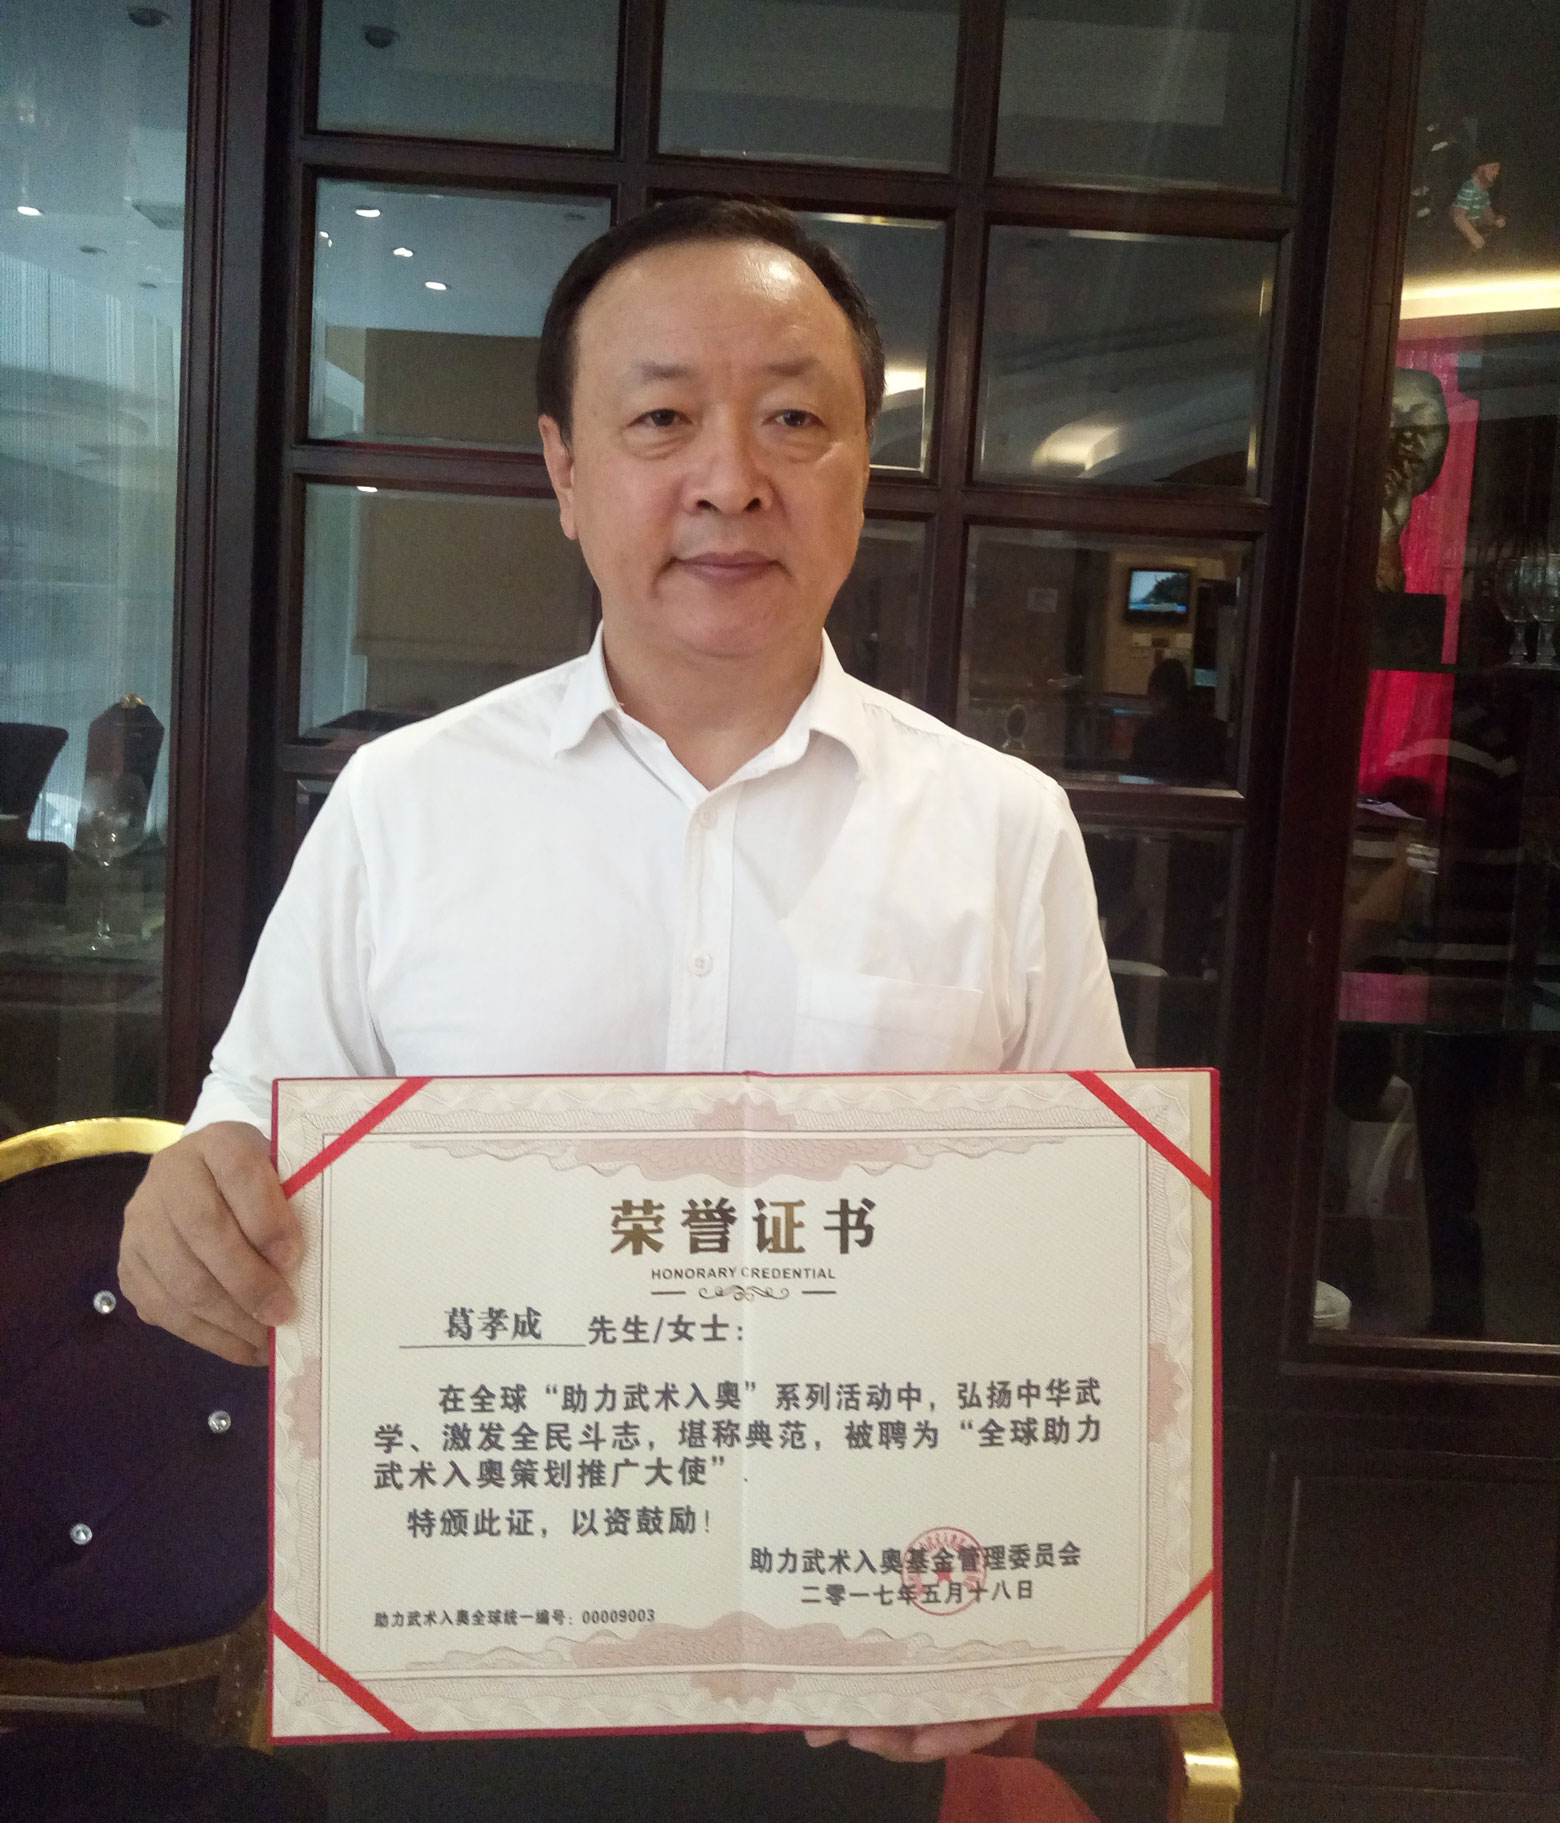 荣誉证书
HONORARY CREDENTIAL
葛孝成 先生/女士：
在全球“助力武术入奥”系列活动中，弘扬中华武
学、激发全民斗志，堪称典范，被聘为“全球助力
武术入奥策划推广大使”.
特颁此证，以资鼓励！
助力武术入奥基金管理委员会
二零一七年五月十八日
助力武术入奥全球统一编号：00009003